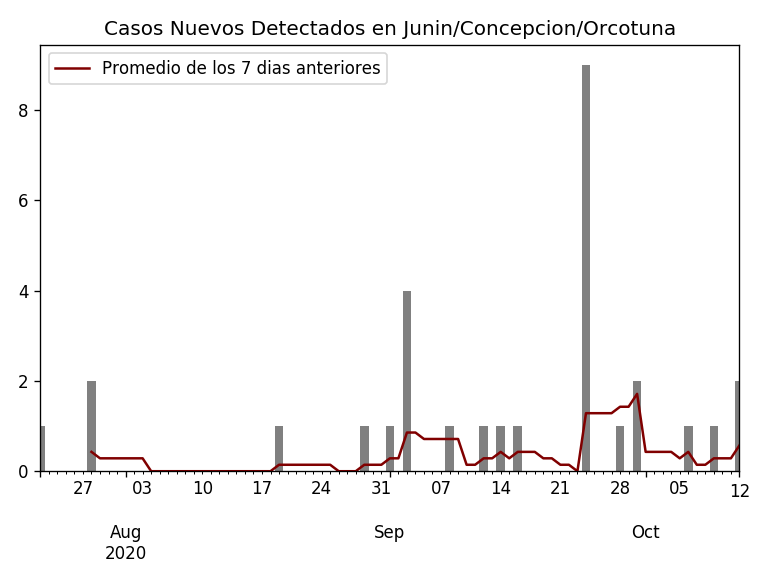 Casos Nuevos Detectados en Junin/Concepcion/Orcotuna
Promedio de los 7 dias anteriores
8
6
4
2
0
27 03 10 17 24 31 07 14 21 28 05 12
Aug Sep Oct
2020